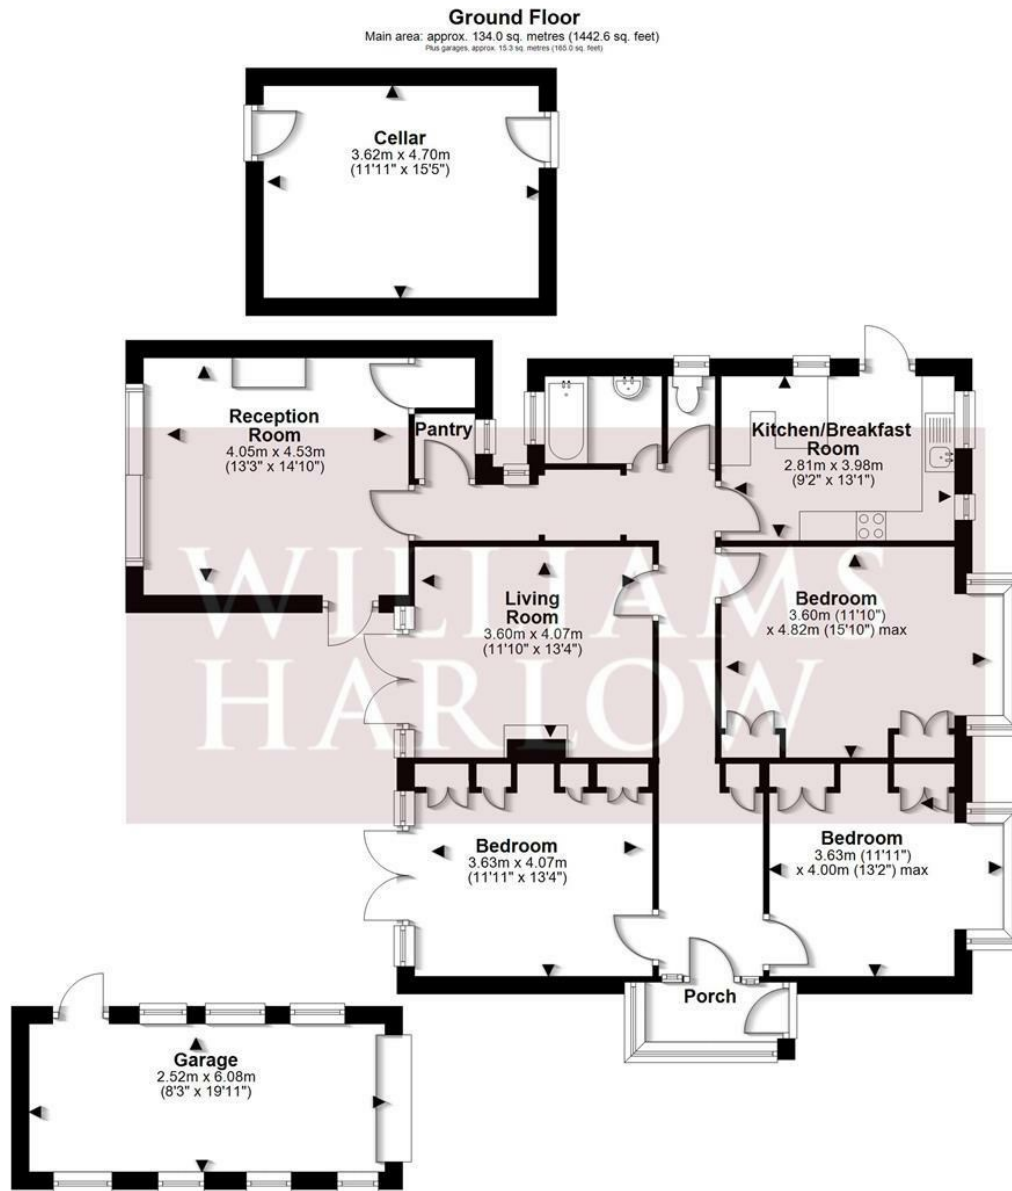 Ground Floor
Main area: approx. 134.0 sq. metres (1442.6 sq. feet)
Plus garages, approx. 15.3 sq. metres (165.0 sq. feet)
Cellar
3.62m x 4.70m
(11'11" x 15'5")
Reception
Room
4.05m x 4.53m
(13'3" x 14'10")
Pantry
Kitchen/Breakfast
Room
2.81m x 3.98m
(9'2" x 13'1")
Living
Room
3.60m x 4.07m
(11'10" x 13'4")
Bedroom
3.60m (11'10")
x 4.82m (15'10") max
WILLIAMS
HARLOW
Bedroom
3.63m x 4.07m
(11'11" x 13'4")
Bedroom
3.63m (11'11")
x 4.00m (13'2") max
Porch
Garage
2.52m x 6.08m
(8'3" x 19'11")